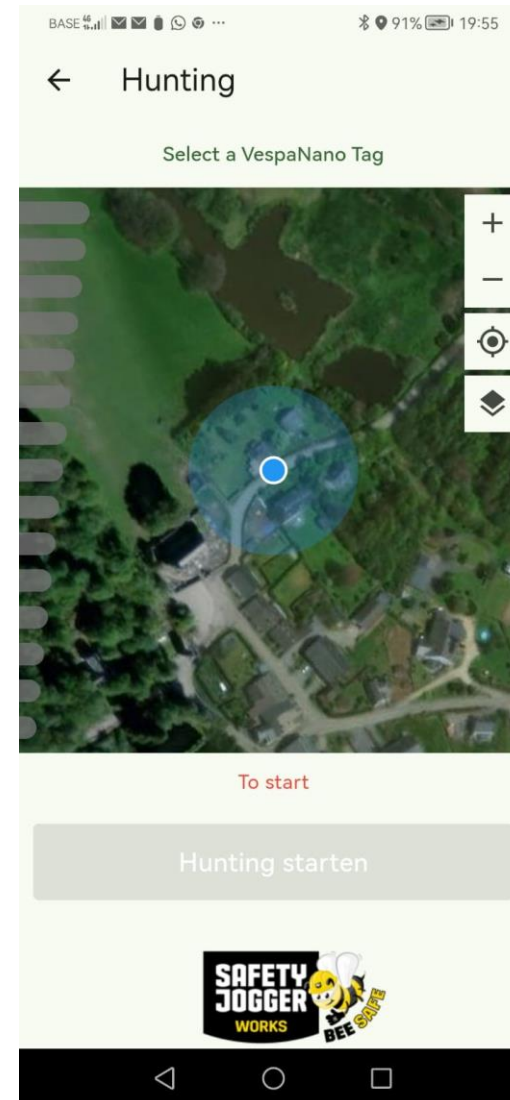 BASE 91% 19:55
Hunting
Select a VespaNano Tag
To start
Hunting starten
SAFETY
JOGGER
WORKS
BEE SAFE